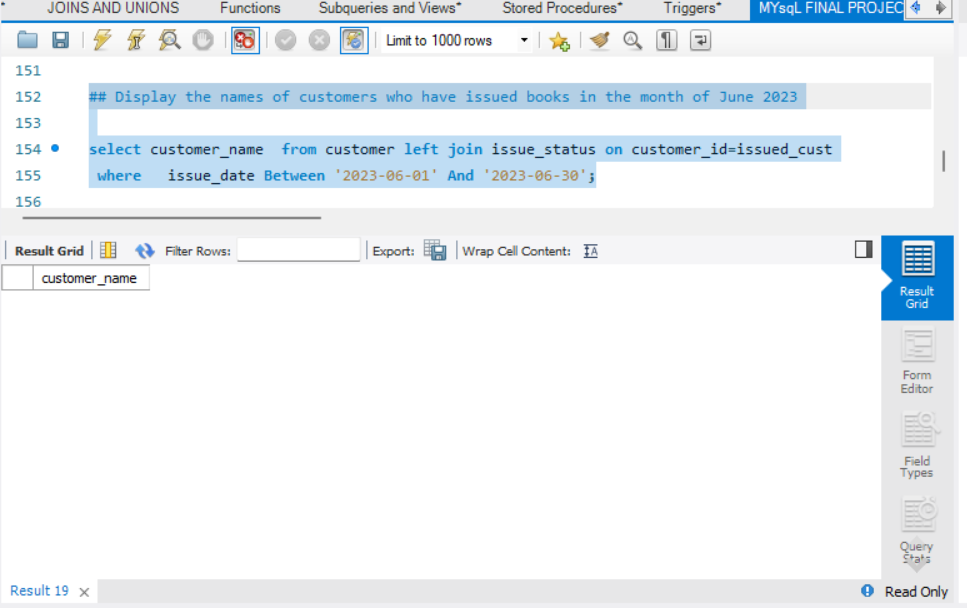 JOINS AND UNIONS Functions Subqueries and Views* Stored Procedures* Triggers* MYsqL FINAL PROJEC
Limit to 1000 rows
151
152 ## Display the names of customers who have issued books in the month of June 2023
153
154 select customer_name from customer left join issue_status on customer_id=issued_cust
155 where issue_date Between '2023-06-01' And '2023-06-30';
156
Result Grid Filter Rows: Export: Wrap Cell Content: IA
customer_name
Result
Grid
Form
Editor
Field
Types
Query
Stats
Result 19 Read Only